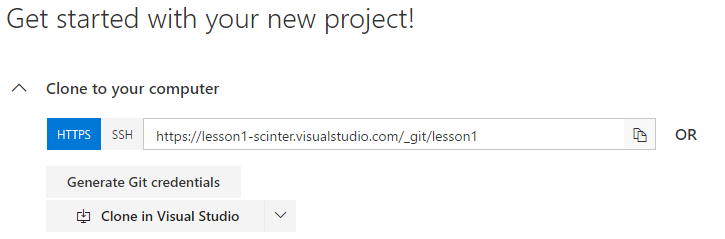 Get started with your new project!
Clone to your computer
HTTPS SSH https://lesson1-scinter.visualstudio.com/_git/lesson1 OR
Generate Git credentials
Clone in Visual Studio